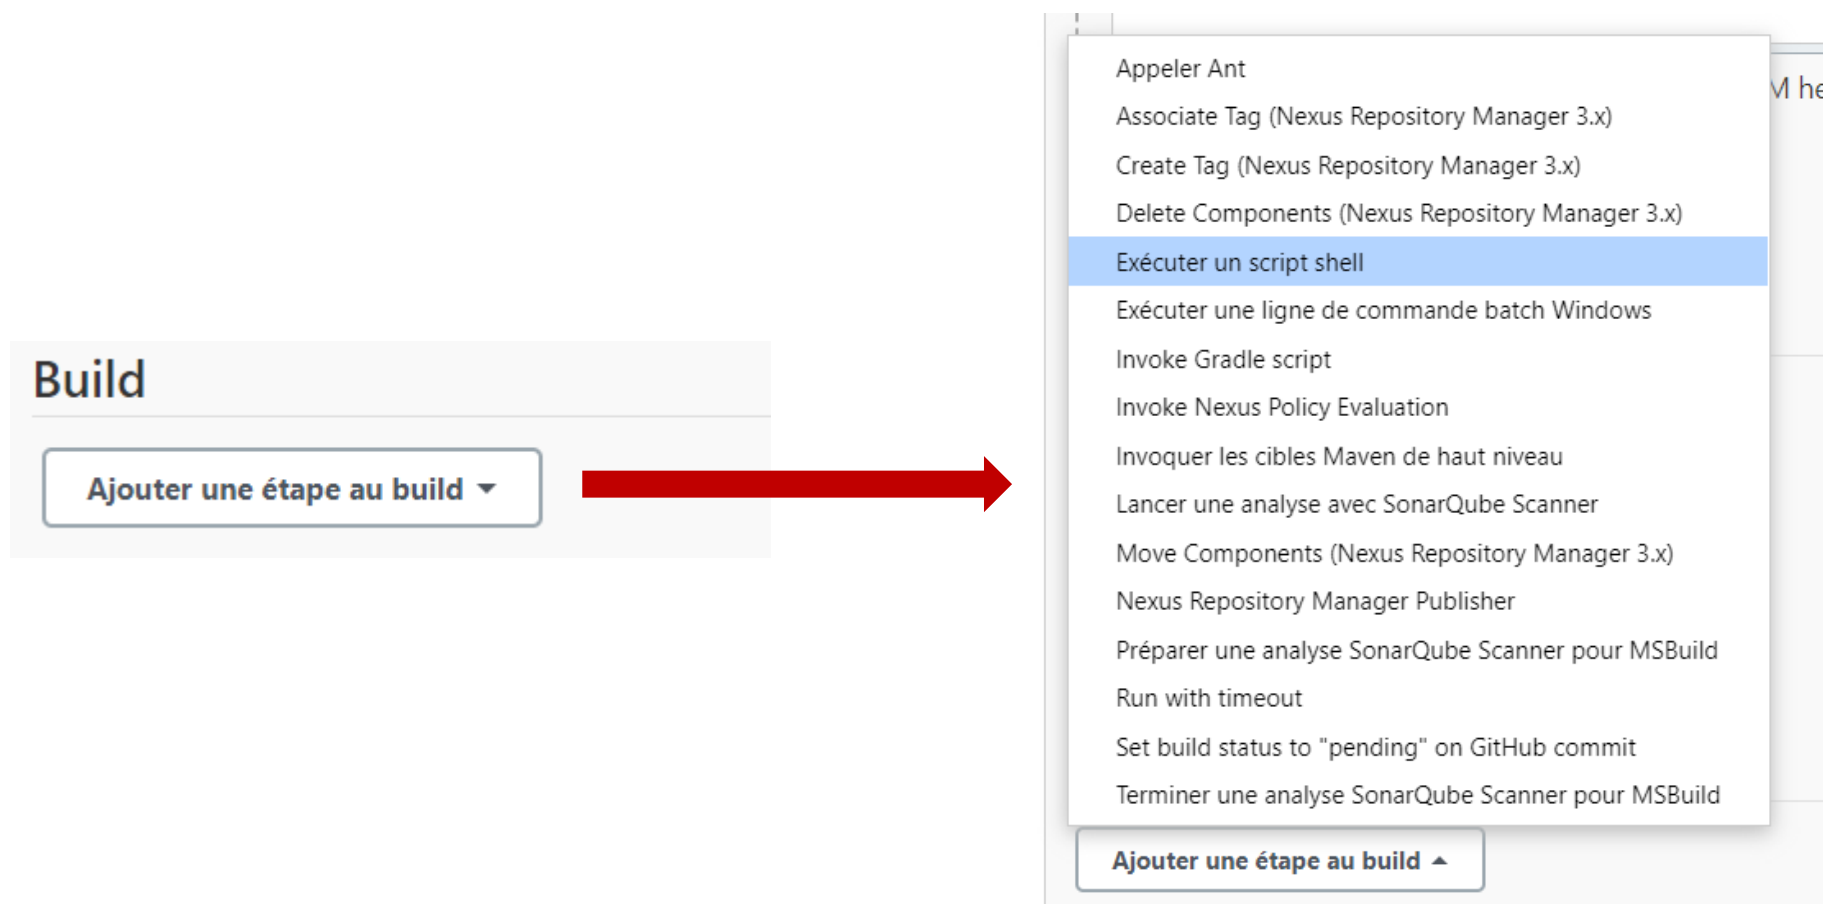 Build
Ajouter une étape au build
Appeler Ant
Associate Tag (Nexus Repository Manager 3.x)
Create Tag (Nexus Repository Manager 3.x)
Delete Components (Nexus Repository Manager 3.x)
Exécuter un script shell
Exécuter une ligne de commande batch Windows
Invoke Gradle script
Invoke Nexus Policy Evaluation
Invoquer les cibles Maven de haut niveau
Lancer une analyse avec SonarQube Scanner
Move Components (Nexus Repository Manager 3.x)
Nexus Repository Manager Publisher
Préparer une analyse SonarQube Scanner pour MSBuild
Run with timeout
Set build status to "pending" on GitHub commit
Terminer une analyse SonarQube Scanner pour MSBuild
Ajouter une étape au build